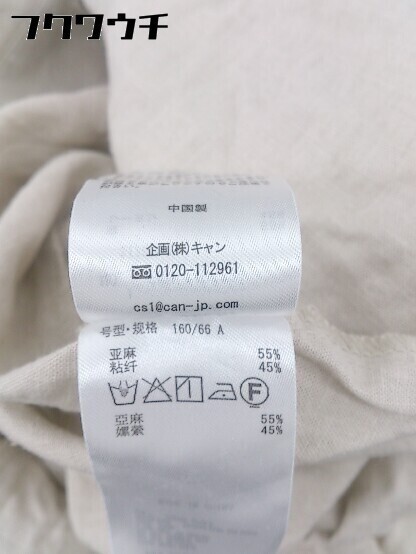 フクワウチ
中国製
企画(株)キャン
0120-112961
cs1@can-jp.com
号型·规格 160/66 A
亚麻 55%
粘纤 45%
F
亞麻 55%
嫘縈 45%